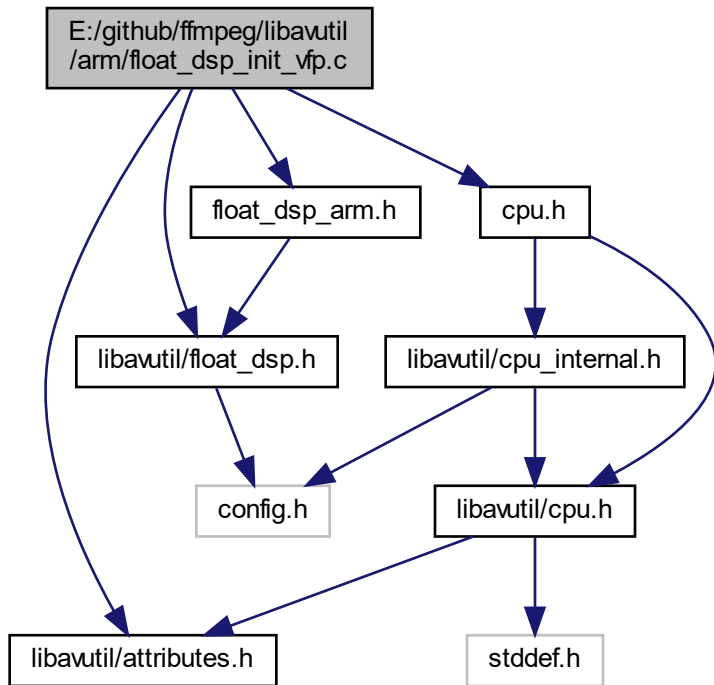 E:/github/ffmpeg/libavutil
/arm/float_dsp_init_vfp.c
float_dsp_arm.h
cpu.h
libavutil/float_dsp.h
libavutil/cpu_internal.h
config.h
libavutil/cpu.h
libavutil/attributes.h
stddef.h